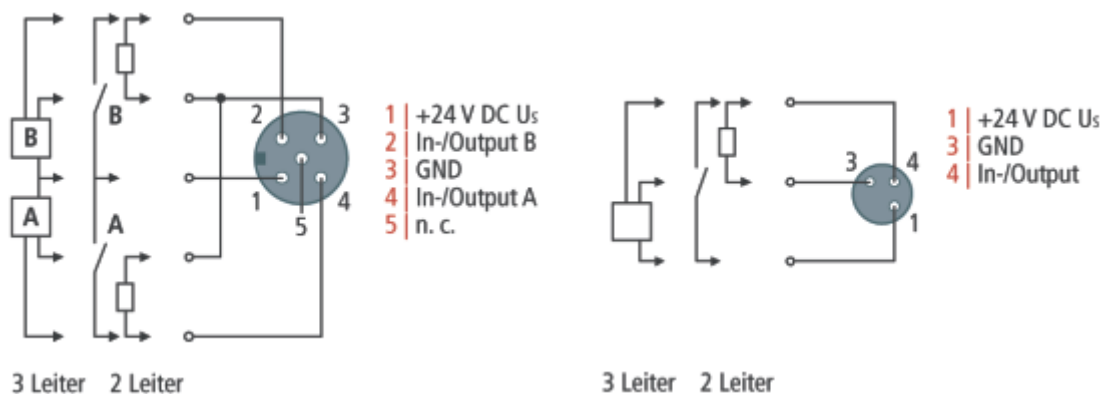 B
A
B
A
2
3
1
4
5
1 | +24 V DC Us
2 | In-/Output B
3 | GND
4 | In-/Output A
5 | n. c.
3 Leiter 2 Leiter
3
4
1
1 | +24 V DC Us
3 | GND
4 | In-/Output
3 Leiter 2 Leiter